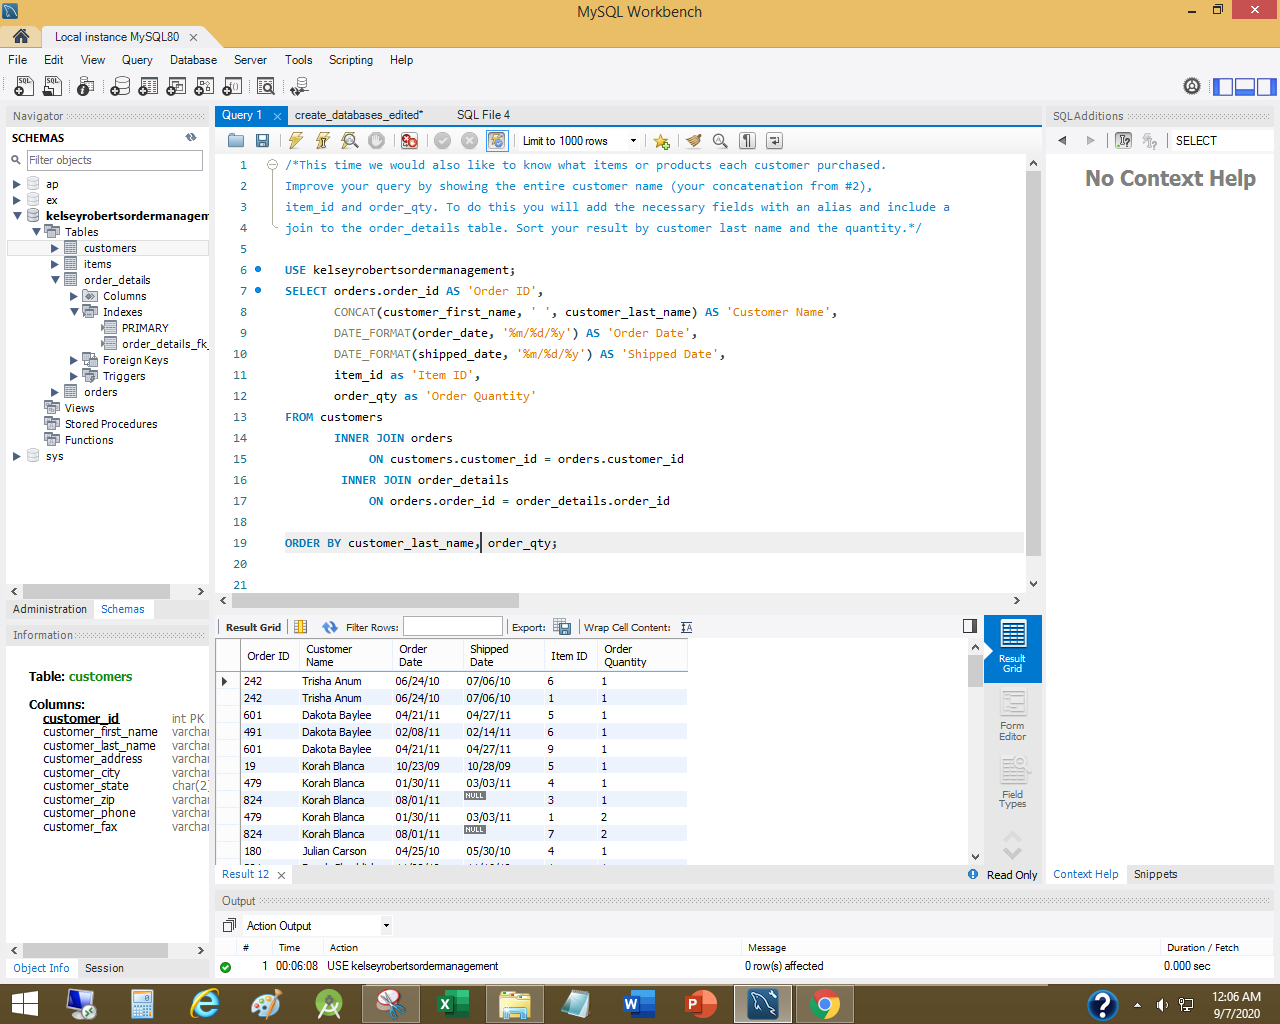 MySQL Workbench
Local instance MySQL80
File Edit View Query Database Server Tools Scripting Help
Navigator
SCHEMAS
Filter objects
ap
ex
kelseyrobertsordermanagem
Tables
customers
items
order_details
Columns
Indexes
PRIMARY
order_details_fk_
Foreign Keys
Triggers
orders
Views
Stored Procedures
Functions
sys
Administration Schemas
Information
Table: customers
Columns:
customer_id int PK
customer_first_name varchar
customer_last_name varchar
customer_address varchar
customer_city varchar
customer_state char(2)
customer_zip varchar
customer_phone varchar
customer_fax varchar
Object Info Session
Query 1 create_databases_edited* SQL File 4
Limit to 1000 rows
1 /*This time we would also like to know what items or products each customer purchased.
2 Improve your query by showing the entire customer name (your concatenation from #2),
3 item_id and order_qty. To do this you will add the necessary fields with an alias and include a
4 join to the order_details table. Sort your result by customer last name and the quantity.*/
5
6 USE kelseyrobertsordermanagement;
7 SELECT orders.order_id AS 'Order ID',
8 CONCAT(customer_first_name, ' ', customer_last_name) AS 'Customer Name',
9 DATE_FORMAT(order_date, '%m/%d/%y') AS 'Order Date',
10 DATE_FORMAT(shipped_date, '%m/%d/%y') AS 'Shipped Date',
11 item_id as 'Item ID',
12 order_qty as 'Order Quantity'
13 FROM customers
14 INNER JOIN orders
15 ON customers.customer_id = orders.customer_id
16 INNER JOIN order_details
17 ON orders.order_id = order_details.order_id
18
19 ORDER BY customer_last_name, order_qty;
20
21
Result Grid Filter Rows: Export: Wrap Cell Content:
Order ID Customer Name Order Date Shipped Date Item ID Order Quantity
242 Trisha Anum 06/24/10 07/06/10 6 1
242 Trisha Anum 06/24/10 07/06/10 1 1
601 Dakota Baylee 04/21/11 04/27/11 5 1
491 Dakota Baylee 02/08/11 02/14/11 6 1
601 Dakota Baylee 04/21/11 04/27/11 9 1
19 Korah Blanca 10/23/09 10/28/09 5 1
479 Korah Blanca 01/30/11 03/03/11 4 1
824 Korah Blanca 08/01/11 NULL 3 1
479 Korah Blanca 01/30/11 03/03/11 1 2
824 Korah Blanca 08/01/11 NULL 7 2
180 Julian Carson 04/25/10 05/30/10 4 1
Result Grid
Form Editor
Field Types
Result 12 Read Only
Output
Action Output
# Time Action Message Duration / Fetch
1 00:06:08 USE kelseyrobertsordermanagement 0 row(s) affected 0.000 sec
SQLAdditions
SELECT
No Context Help
Context Help Snippets
12:06 AM
9/7/2020